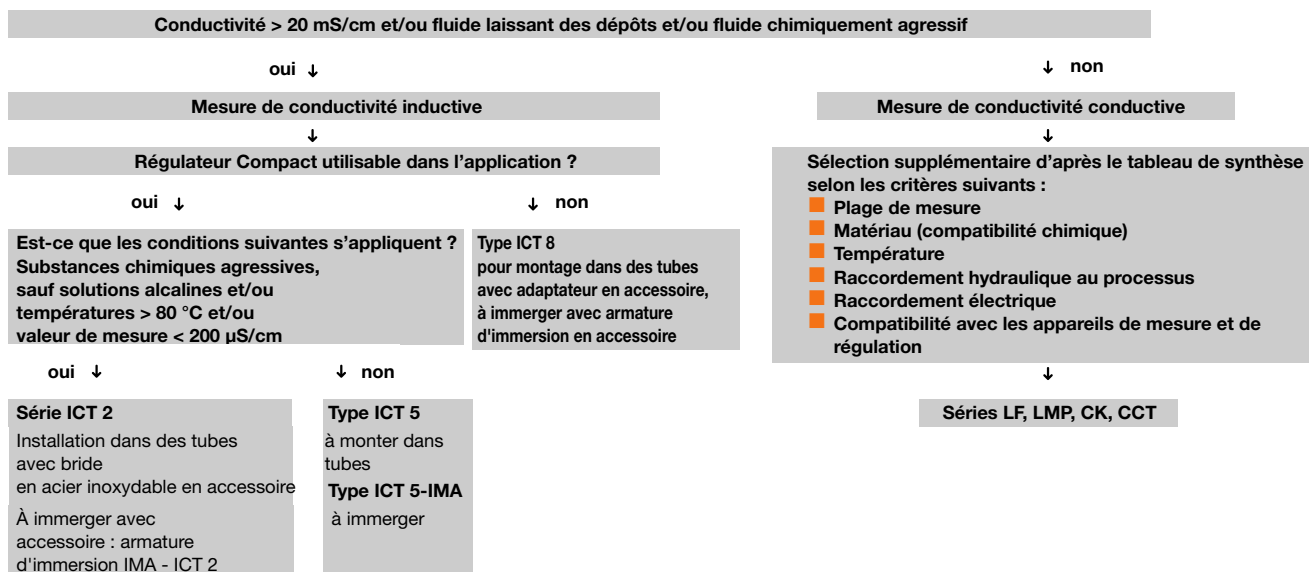 Conductivité > 20 mS/cm et/ou fluide laissant des dépôts et/ou fluide chimiquement agressif
oui ↓
↓ non
Mesure de conductivité inductive
Mesure de conductivité conductive
↓
↓
Régulateur Compact utilisable dans l’application ?
Sélection supplémentaire d’après le tableau de synthèse
selon les critères suivants :
■ Plage de mesure
■ Matériau (compatibilité chimique)
■ Température
■ Raccordement hydraulique au processus
■ Raccordement électrique
■ Compatibilité avec les appareils de mesure et de
régulation
oui ↓
↓ non
Est-ce que les conditions suivantes s’appliquent ?
Substances chimiques agressives,
sauf solutions alcalines et/ou
températures > 80 °C et/ou
valeur de mesure < 200 µS/cm
Type ICT 8
pour montage dans des tubes
avec adaptateur en accessoire,
à immerger avec armature
d'immersion en accessoire
oui ↓
↓ non
↓
Série ICT 2
Installation dans des tubes
avec bride
en acier inoxydable en accessoire
À immerger avec
accessoire : armature
d'immersion IMA - ICT 2
Type ICT 5
à monter dans
tubes
Type ICT 5-IMA
à immerger
Séries LF, LMP, CK, CCT